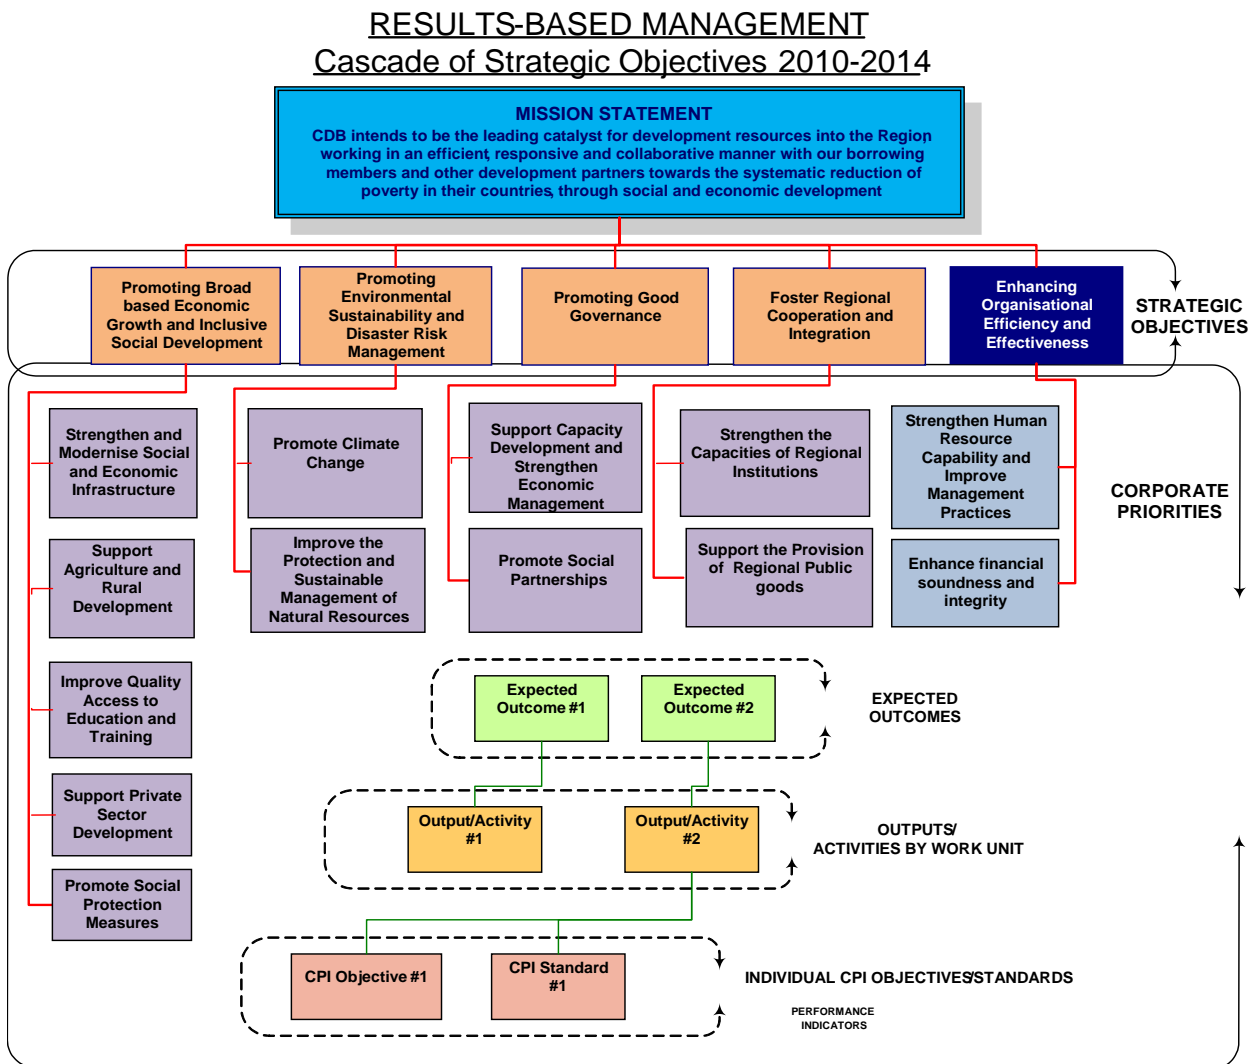 RESULTS-BASED MANAGEMENT
Cascade of Strategic Objectives 2010-2014
MISSION STATEMENT
CDB intends to be the leading catalyst for development resources into the Region,
working in an efficient, responsive and collaborative manner with our borrowing
members and other development partners towards the systematic reduction of
poverty in their countries, through social and economic development
Promoting Broad
based Economic
Growth and Inclusive
Social Development
Promoting
Environmental
Sustainability and
Disaster Risk
Management
Promoting Good
Governance
Foster Regional
Cooperation and
Integration
Enhancing
Organisational
Efficiency and
Effectiveness
STRATEGIC
OBJECTIVES
Strengthen and
Modernise Social
and Economic
Infrastructure
Promote Climate
Change
Support Capacity
Development and
Strengthen
Economic
Management
Strengthen the
Capacities of Regional
Institutions
Strengthen Human
Resource
Capability and
Improve
Management
Practices
CORPORATE
PRIORITIES
Support
Agriculture and
Rural
Development
Improve the
Protection and
Sustainable
Management of
Natural Resources
Promote Social
Partnerships
Support the Provision
of Regional Public
goods
Enhance financial
soundness and
integrity
Improve Quality
Access to
Education and
Training
Expected
Outcome #1
Expected
Outcome #2
EXPECTED
OUTCOMES
Support Private
Sector
Development
Output/Activity
#1
Output/Activity
#2
OUTPUTS/
ACTIVITIES BY WORK UNIT
Promote Social
Protection
Measures
CPI Objective #1
CPI Standard
#1
INDIVIDUAL CPI OBJECTIVES/STANDARDS
PERFORMANCE
INDICATORS